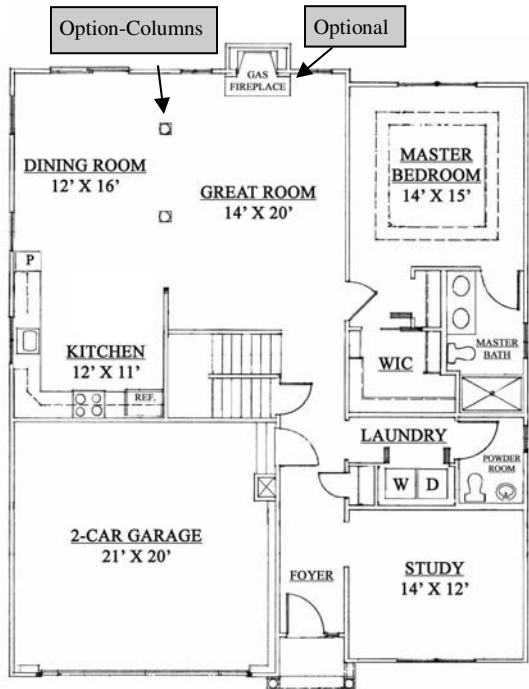 Option-Columns
Optional
GAS
FIREPLACE
DINING ROOM
12' X 16'
GREAT ROOM
14' X 20'
MASTER
BEDROOM
14' X 15'
P
KITCHEN
12' X 11'
REF.
WIC
MASTER
BATH
LAUNDRY
W D
POWDER
ROOM
2-CAR GARAGE
21' X 20'
FOYER
STUDY
14' X 12'